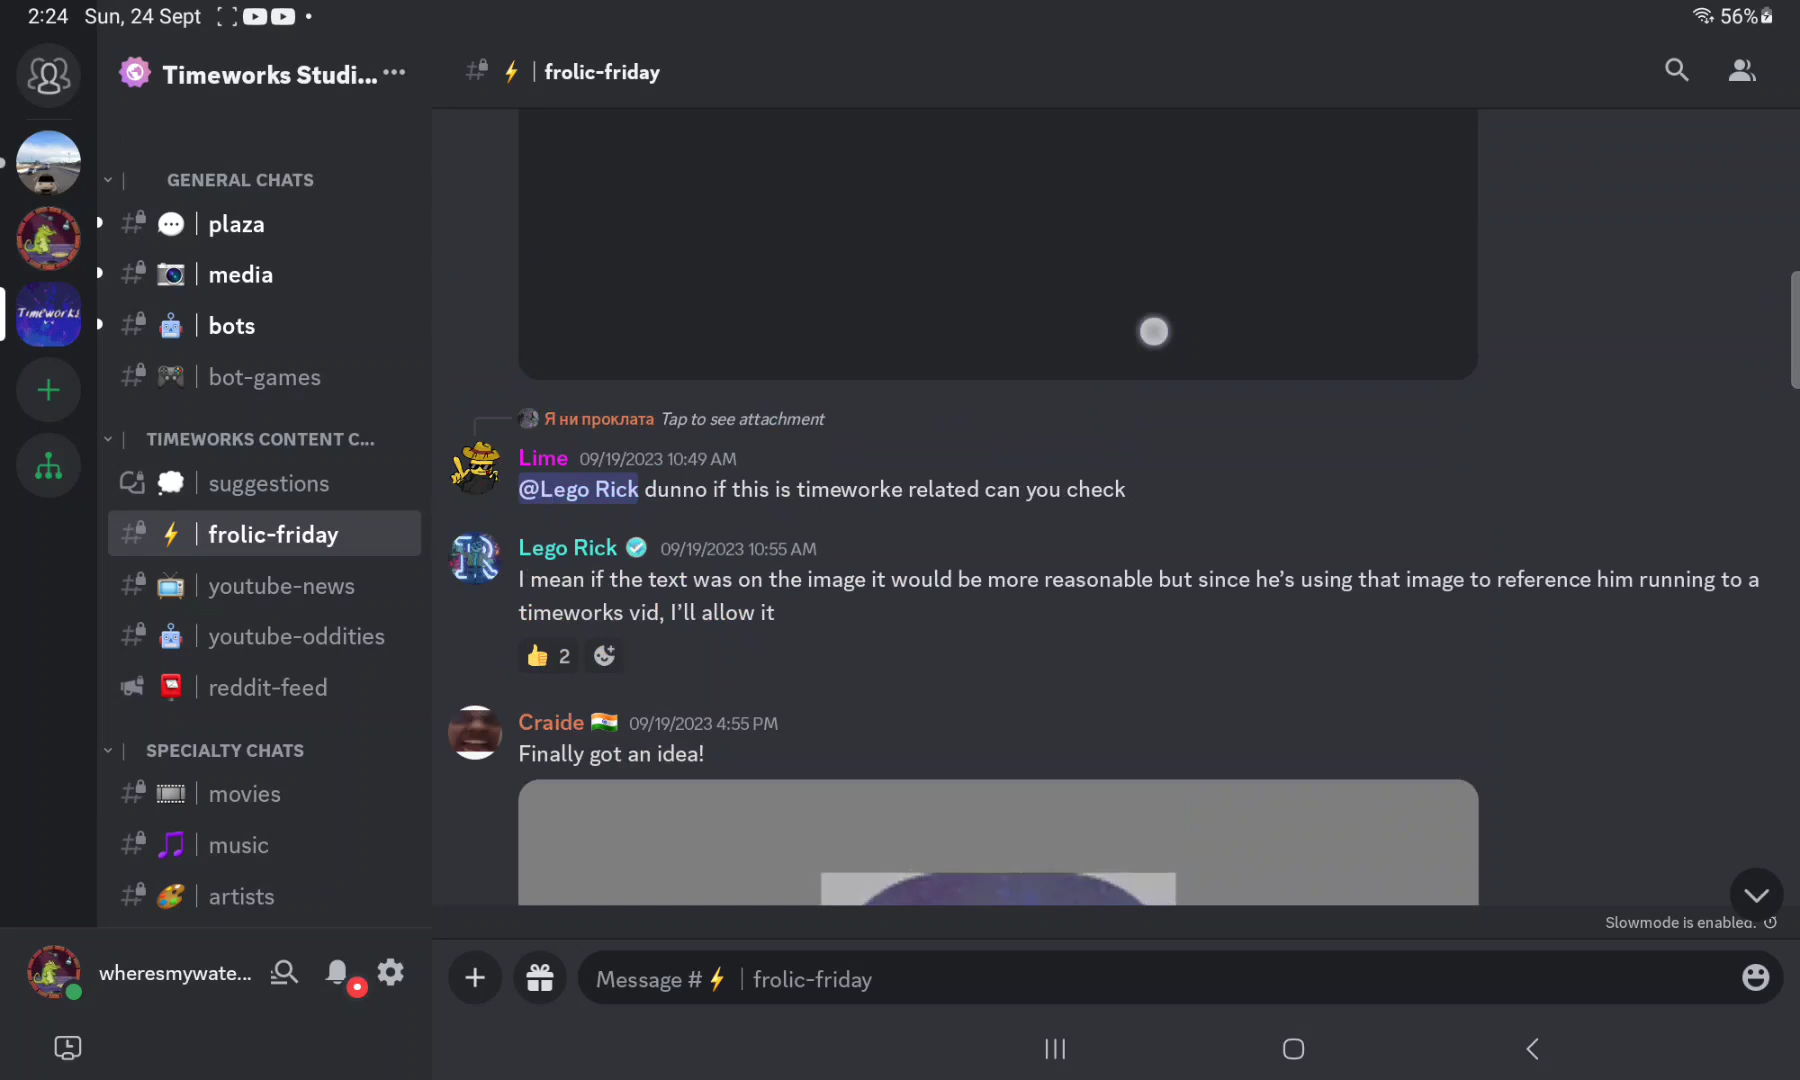 2:24 Sun, 24 Sept 56%
Timeworks Studi... | frolic-friday
GENERAL CHATS
plaza
media
bots
bot-games
TIMEWORKS CONTENT C...
suggestions
frolic-friday
youtube-news
youtube-oddities
reddit-feed
SPECIALTY CHATS
movies
music
artists
wheresmywate...
Timeworks
Я ни проклата Tap to see attachment
Lime 09/19/2023 10:49 AM
@Lego Rick dunno if this is timeworke related can you check
Lego Rick 09/19/2023 10:55 AM
I mean if the text was on the image it would be more reasonable but since he’s using that image to reference him running to a
timeworks vid, I’ll allow it
👍 2
Craide 🇮🇳 09/19/2023 4:55 PM
Finally got an idea!
Slowmode is enabled.
Message #⚡ | frolic-friday